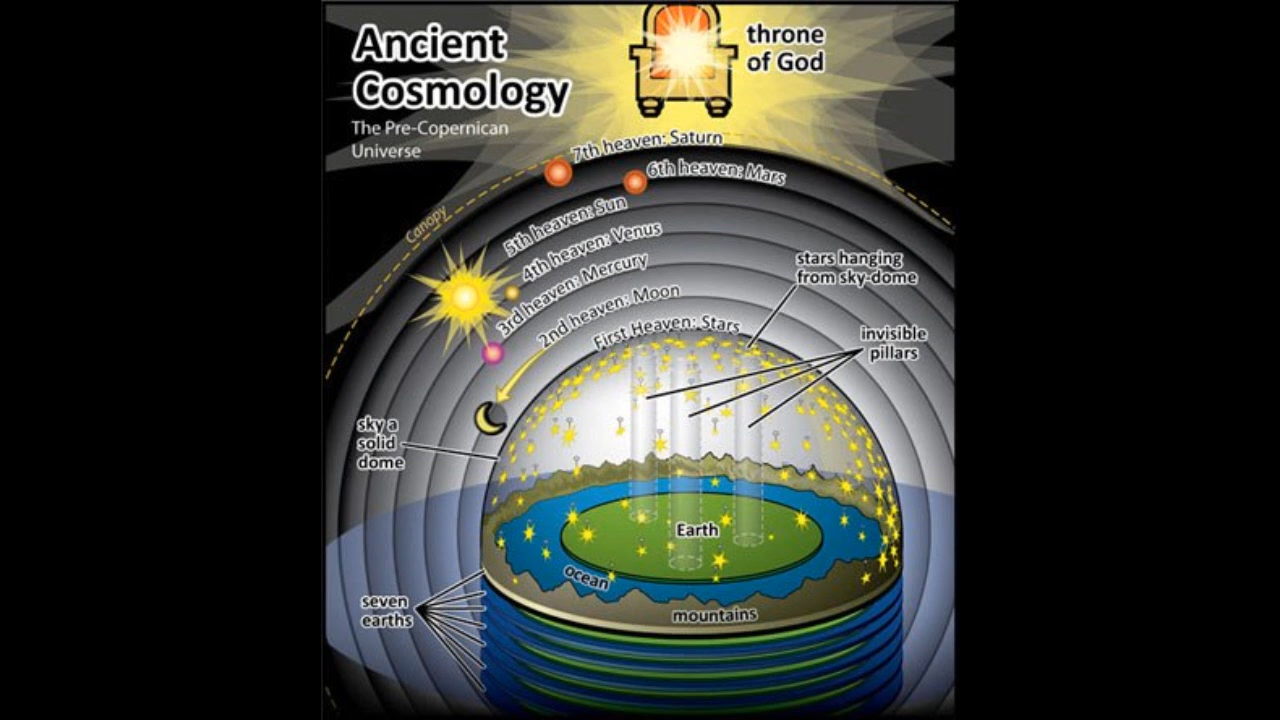 Ancient
Cosmology
The Pre-Copernican
Universe
throne
of God
7th heaven: Saturn
6th heaven: Mars
Canopy
5th heaven: Sun
4th heaven: Venus
3rd heaven: Mercury
2nd heaven: Moon
First Heaven: Stars
stars hanging
from sky-dome
invisible
pillars
sky a
solid
dome
Earth
ocean
mountains
seven
earths